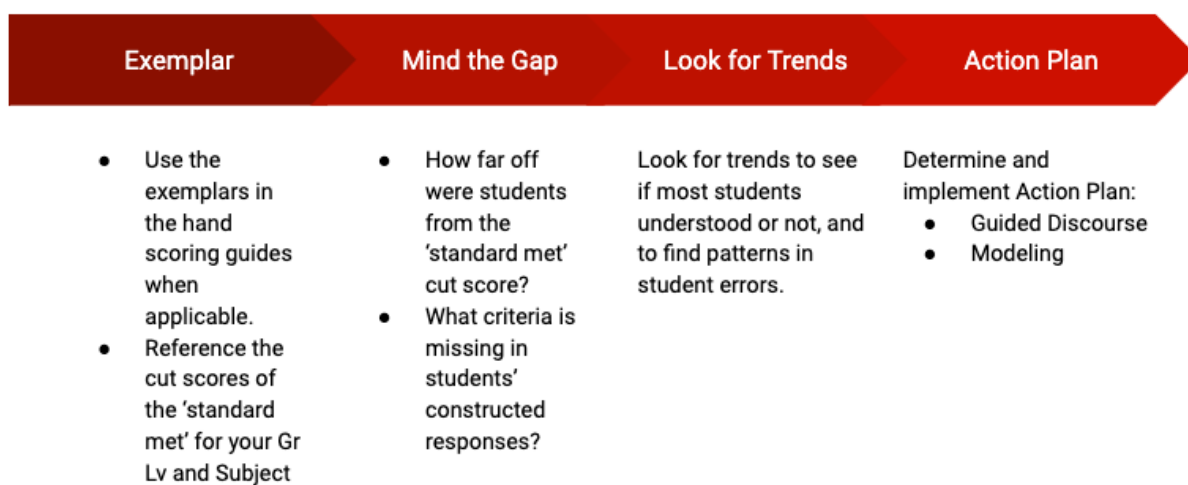 Exemplar
Mind the Gap
Look for Trends
Action Plan
● Use the
exemplars in
the hand
scoring guides
when
applicable.
● Reference the
cut scores of
the ‘standard
met’ for your Gr
Lv and Subject
● How far off
were students
from the
‘standard met’
cut score?
● What criteria is
missing in
students’
constructed
responses?
Look for trends to see
if most students
understood or not, and
to find patterns in
student errors.
Determine and
implement Action Plan:
● Guided Discourse
● Modeling